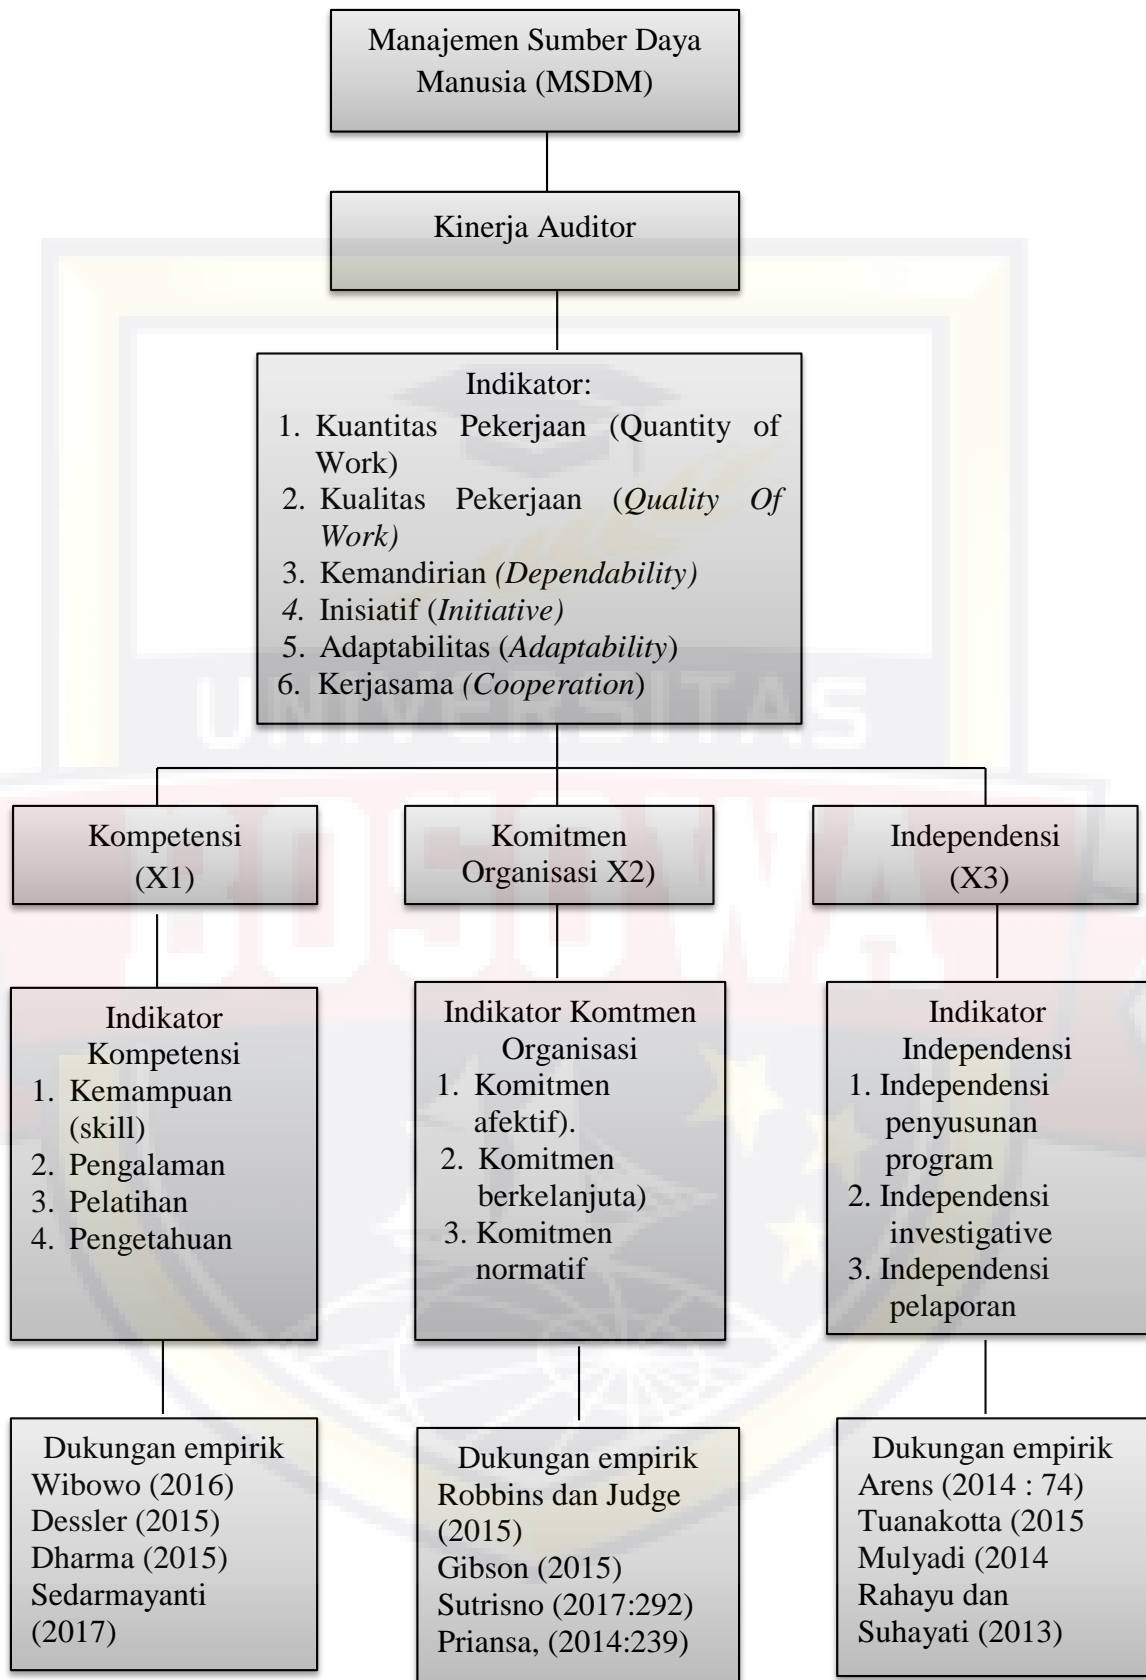 Manajemen Sumber Daya
Manusia (MSDM)
Kinerja Auditor
Indikator:
1. Kuantitas Pekerjaan (Quantity of
Work)
2. Kualitas Pekerjaan (Quality Of
Work)
3. Kemandirian (Dependability)
4. Inisiatif (Initiative)
5. Adaptabilitas (Adaptability)
6. Kerjasama (Cooperation)
UNIVERSITAS
BOSOWA
Kompetensi
(X1)
Komitmen
Organisasi X2)
Independensi
(X3)
Indikator
Kompetensi
1. Kemampuan
(skill)
2. Pengalaman
3. Pelatihan
4. Pengetahuan
Indikator Komtmen
Organisasi
1. Komitmen
afektif).
2. Komitmen
berkelanjuta)
3. Komitmen
normatif
Indikator
Independensi
1. Independensi
penyusunan
program
2. Independensi
investigative
3. Independensi
pelaporan
Dukungan empirik
Wibowo (2016)
Dessler (2015)
Dharma (2015)
Sedarmayanti
(2017)
Dukungan empirik
Robbins dan Judge
(2015)
Gibson (2015)
Sutrisno (2017:292)
Priansa, (2014:239)
Dukungan empirik
Arens (2014 : 74)
Tuanakotta (2015
Mulyadi (2014
Rahayu dan
Suhayati (2013)